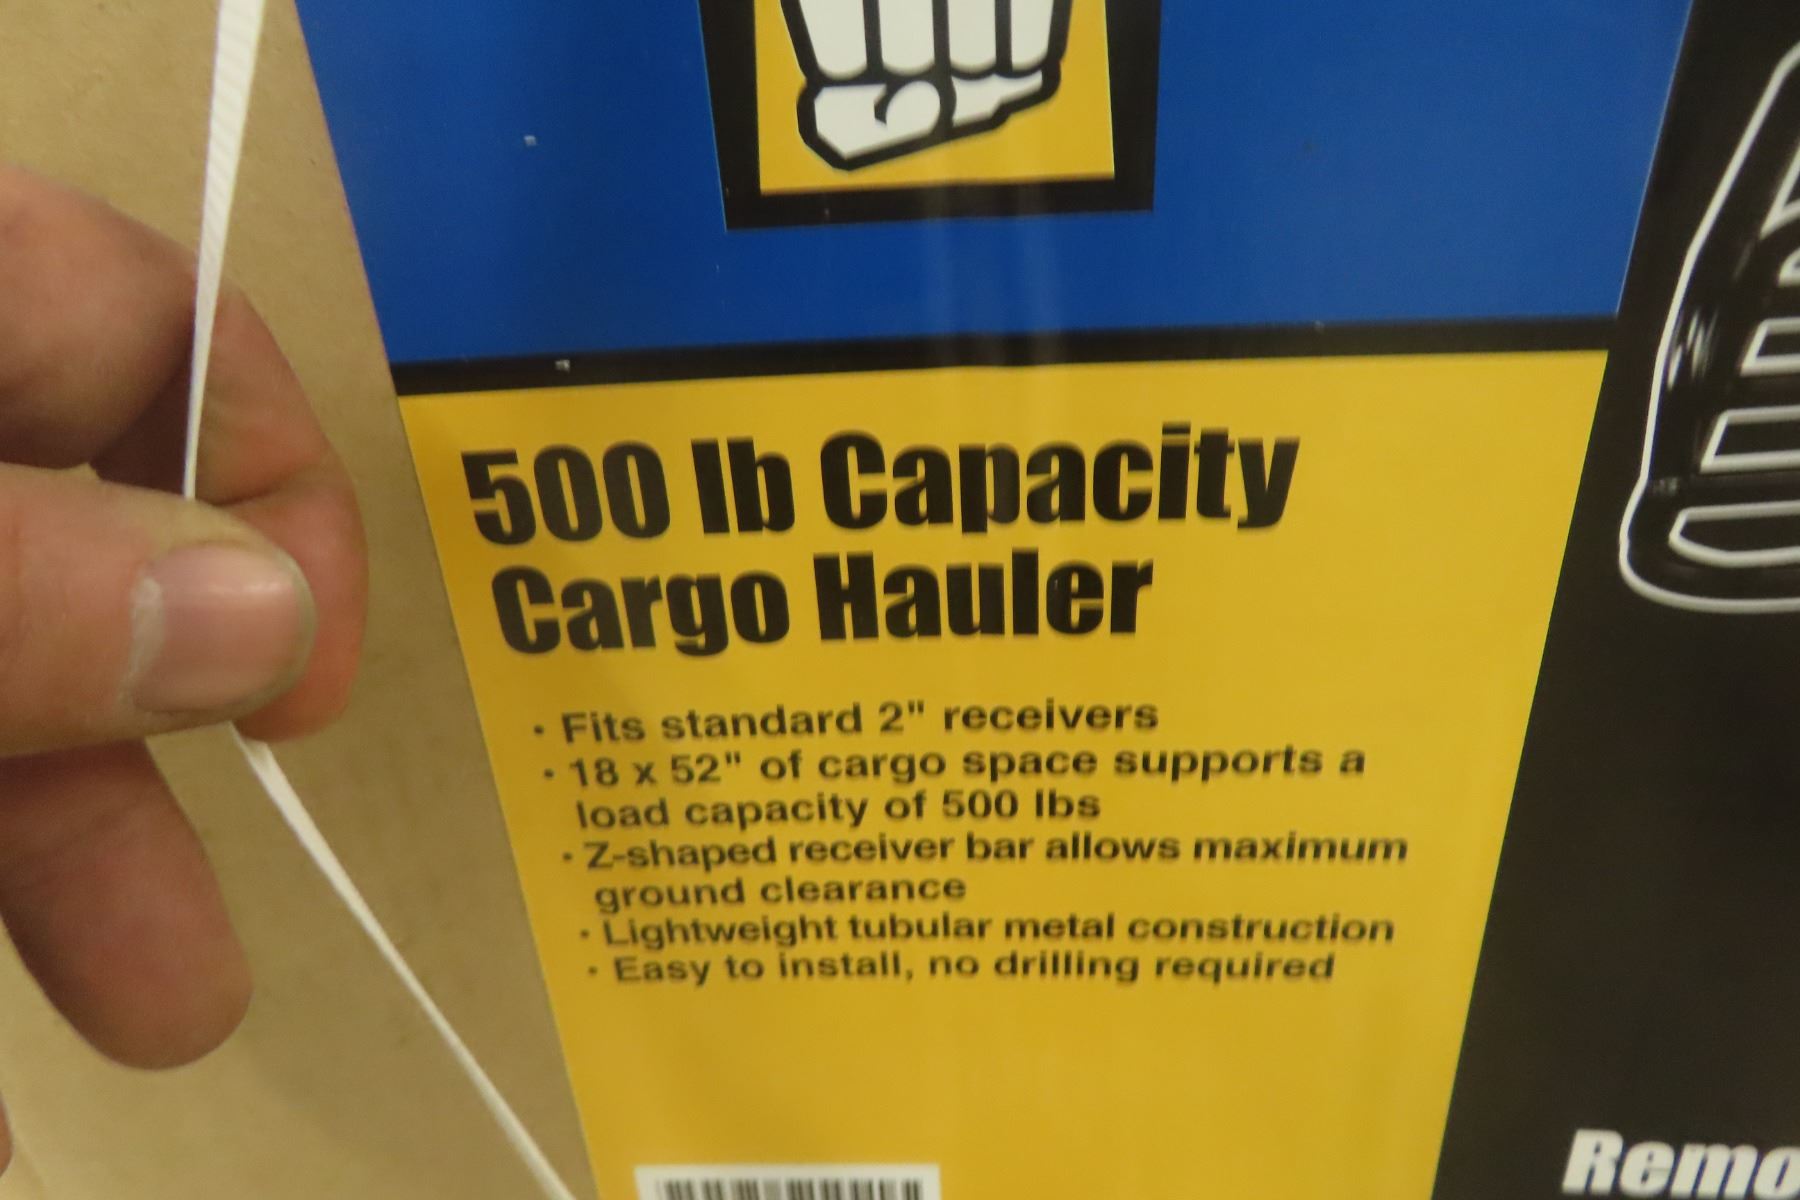 500 lb Capacity
Cargo Hauler
· Fits standard 2" receivers
· 18 x 52" of cargo space supports a
load capacity of 500 lbs
· Z-shaped receiver bar allows maximum
ground clearance
· Lightweight tubular metal construction
· Easy to install, no drilling required